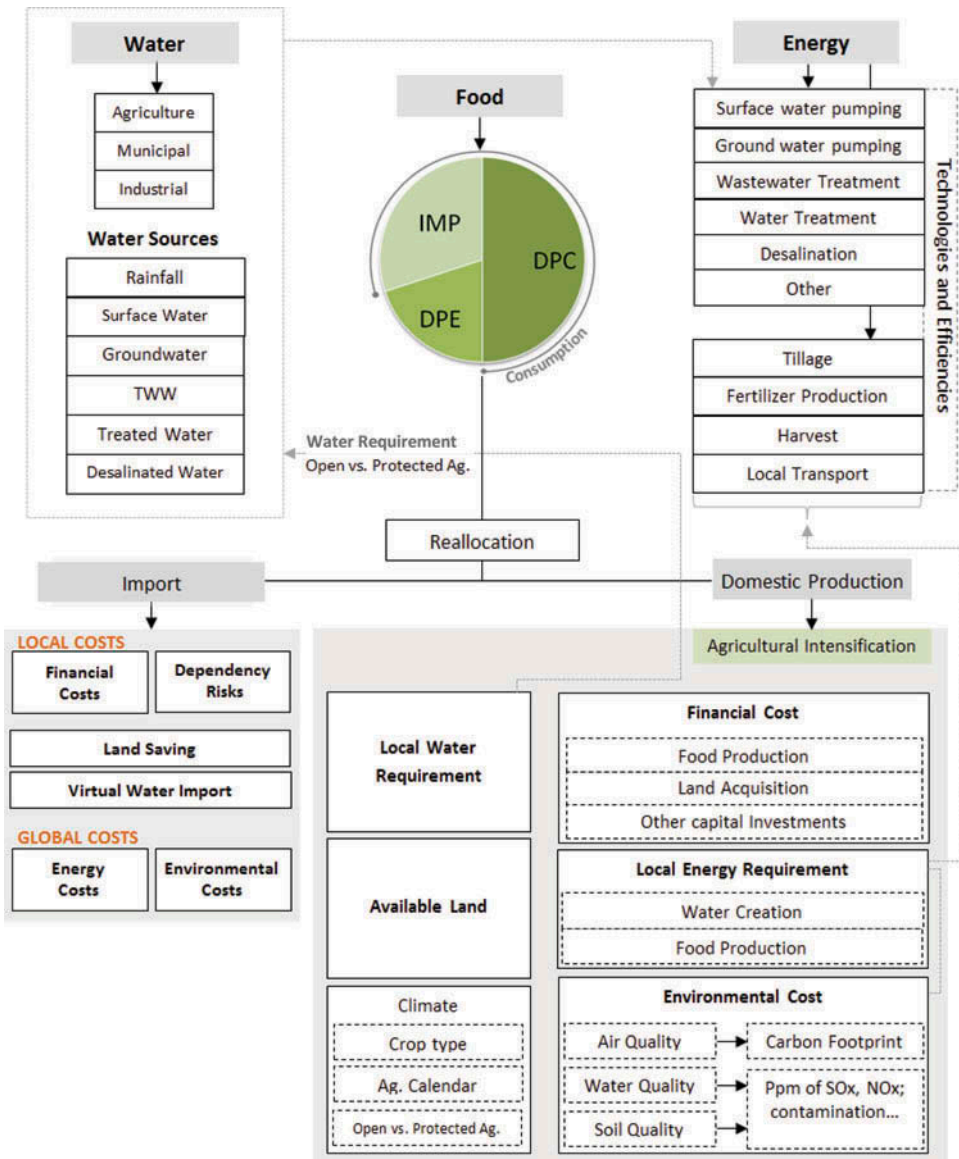 Water
Agriculture
Municipal
Industrial
Water Sources
Rainfall
Surface Water
Groundwater
TWW
Treated Water
Desalinated Water
Food
IMP
DPC
DPE
Consumption
Water Requirement
Open vs. Protected Ag.
Energy
Surface water pumping
Ground water pumping
Wastewater Treatment
Water Treatment
Desalination
Other
Tillage
Fertilizer Production
Harvest
Local Transport
Technologies and Efficiencies
Reallocation
Import
Domestic Production
LOCAL COSTS
Financial
Costs
Dependency
Risks
Land Saving
Virtual Water Import
GLOBAL COSTS
Energy
Costs
Environmental
Costs
Agricultural Intensification
Local Water
Requirement
Available Land
Climate
Crop type
Ag. Calendar
Open vs. Protected Ag.
Financial Cost
Food Production
Land Acquisition
Other capital Investments
Local Energy Requirement
Water Creation
Food Production
Environmental Cost
Air Quality
Carbon Footprint
Water Quality
Soil Quality
Ppm of SOx, NOx;
contamination...